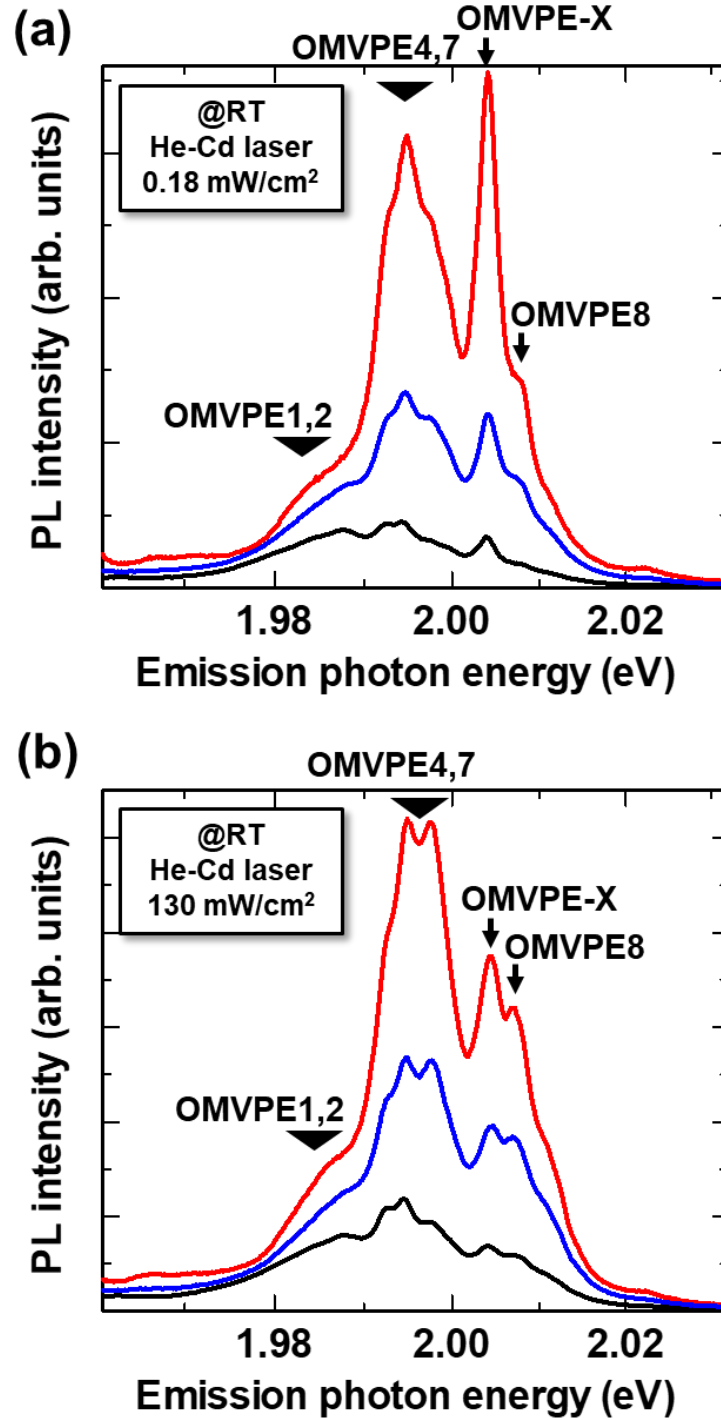 (a)
OMVPE-X
OMVPE4,7
@RT
He-Cd laser
0.18 mW/cm²
OMVPE8
OMVPE1,2
PL intensity (arb. units)
1.98 2.00 2.02
Emission photon energy (eV)
(b)
OMVPE4,7
@RT
He-Cd laser
130 mW/cm²
OMVPE-X
OMVPE8
OMVPE1,2
PL intensity (arb. units)
1.98 2.00 2.02
Emission photon energy (eV)